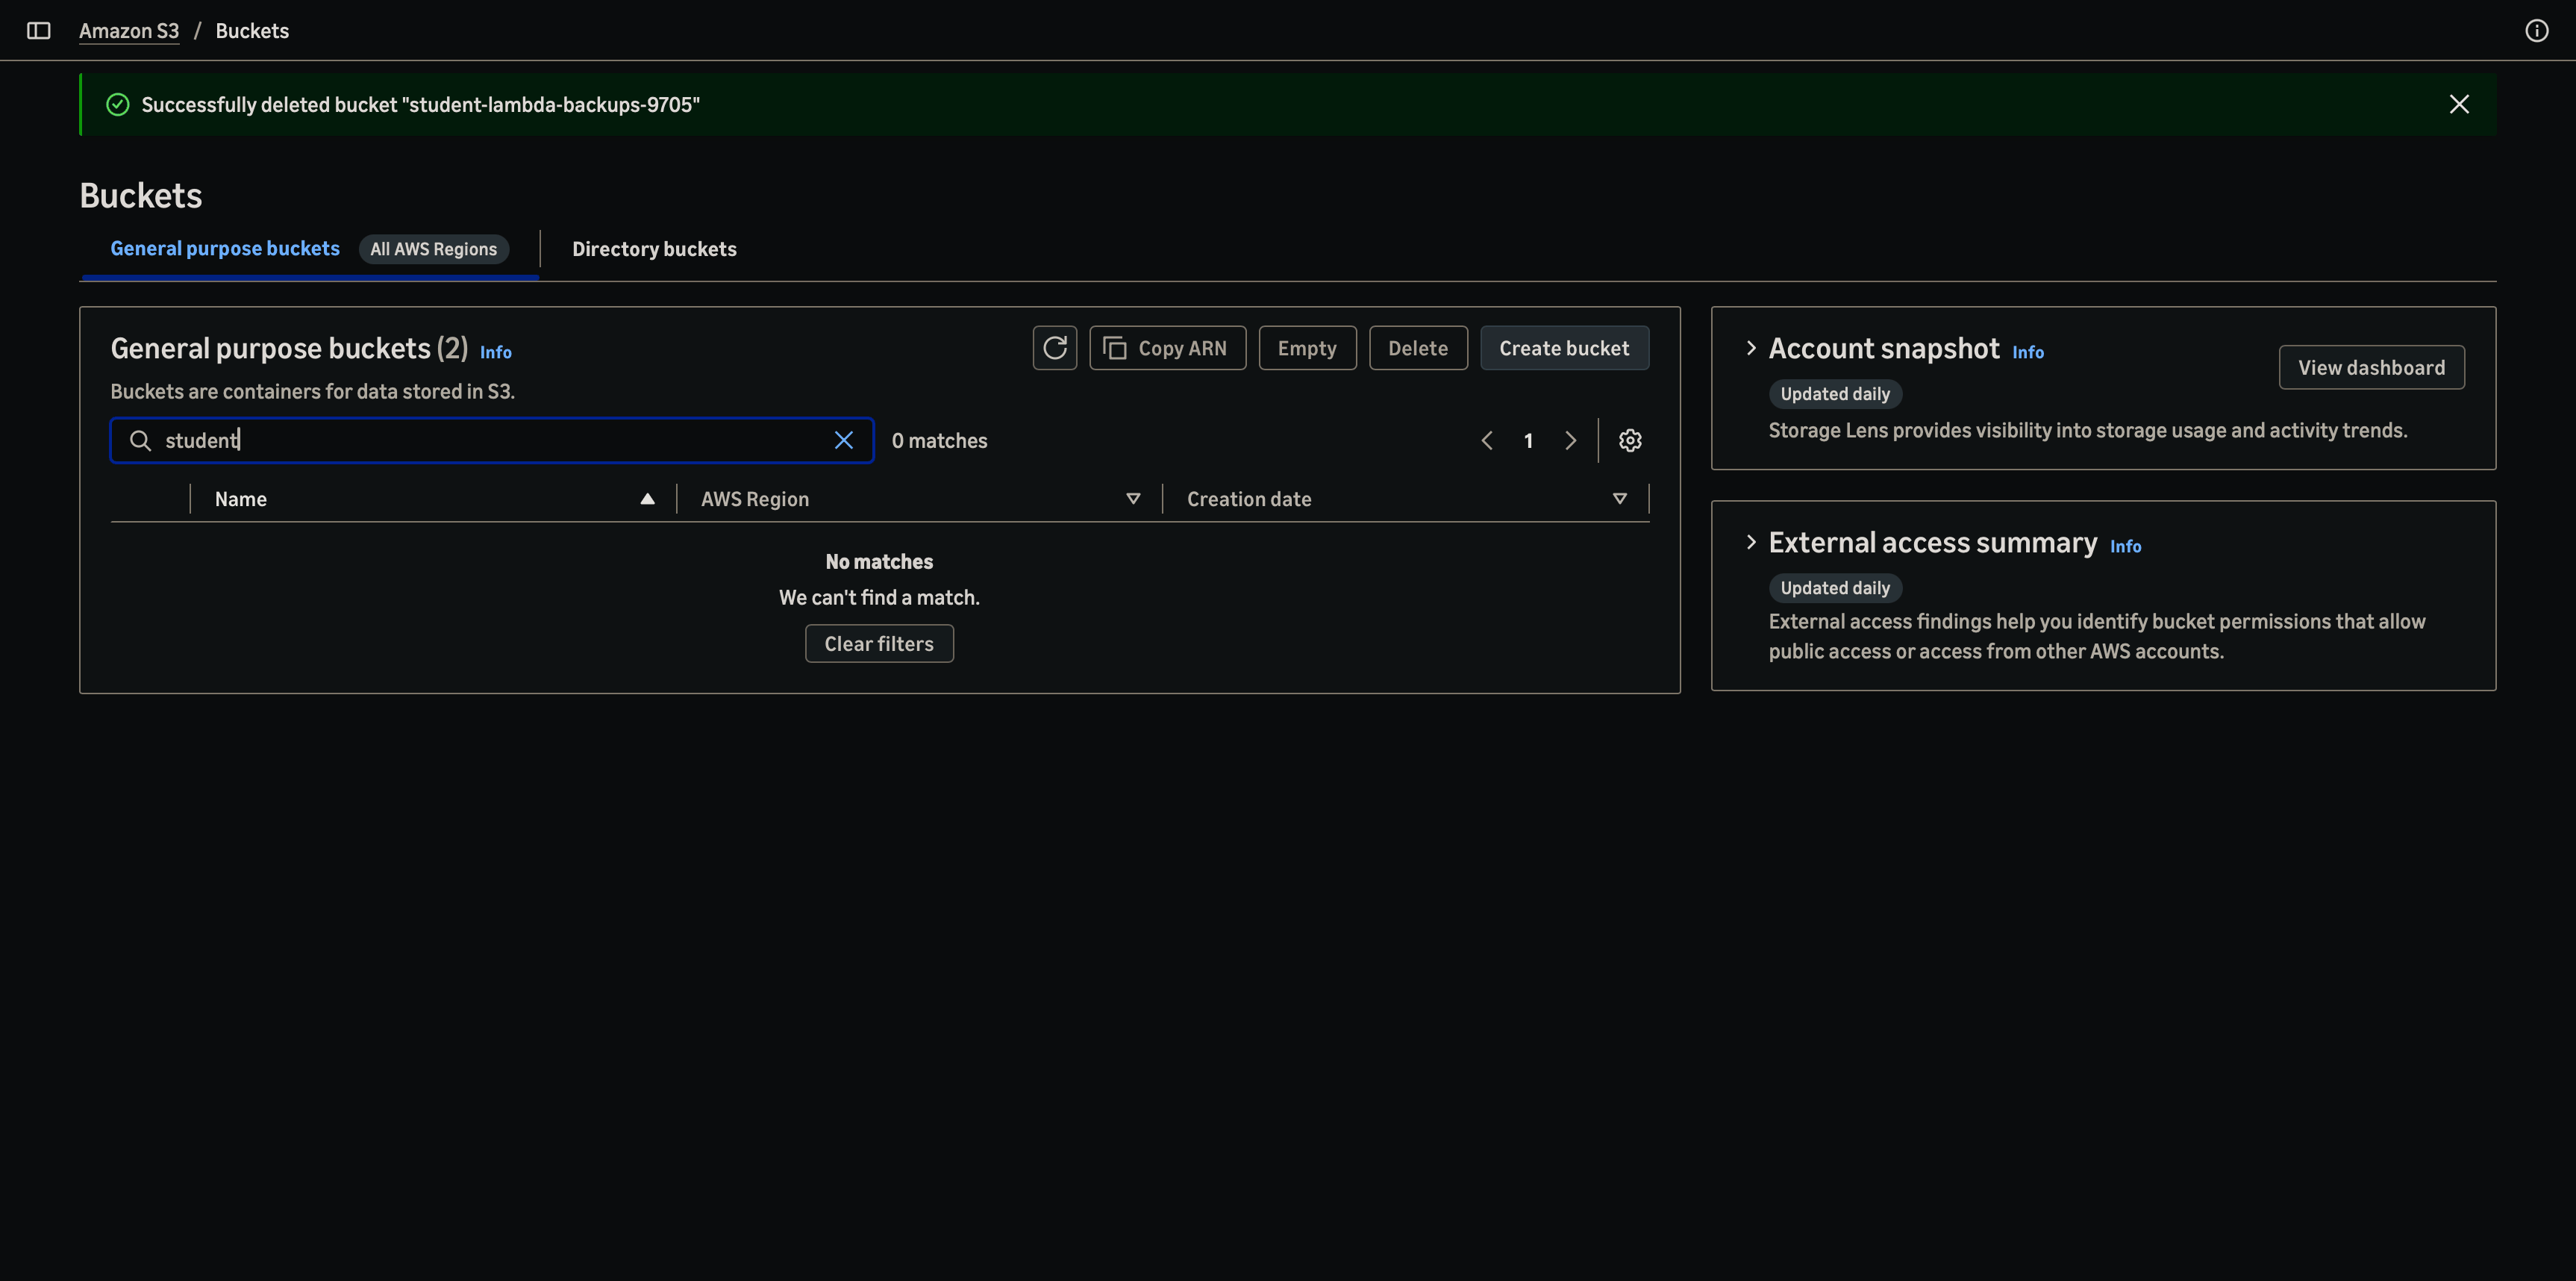 Amazon S3 / Buckets
Successfully deleted bucket "student-lambda-backups-9705"
Buckets
General purpose buckets All AWS Regions Directory buckets
General purpose buckets (2) Info
Copy ARN Empty Delete Create bucket
Buckets are containers for data stored in S3.
student 0 matches 1
Name AWS Region Creation date
No matches
We can't find a match.
Clear filters
Account snapshot Info
View dashboard
Updated daily
Storage Lens provides visibility into storage usage and activity trends.
External access summary Info
Updated daily
External access findings help you identify bucket permissions that allow
public access or access from other AWS accounts.